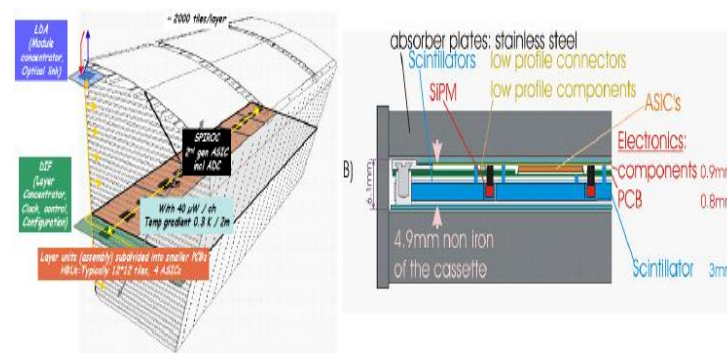 ≈ 2000 tiles/layer
LDA
(Module
concentrator,
Optical link)
SPIROC
2nd gen ASIC
incl ADC
DIF
(Layer
Concentrator,
Clock, control,
Configuration)
With 40 µW / ch
Temp gradient 0.3 K / 2m
Layer units (assembly) subdivided into smaller PCBs
HBUs:Typically 12*12 tiles, 4 ASICs
absorber plates: stainless steel
Scintillators low profile connectors
SiPM low profile components
ASIC's
Electronics:
B)
components 0.9mm
6.1mm
PCB 0.8mm
4.9mm non iron
of the cassette
Scintillator 3mm